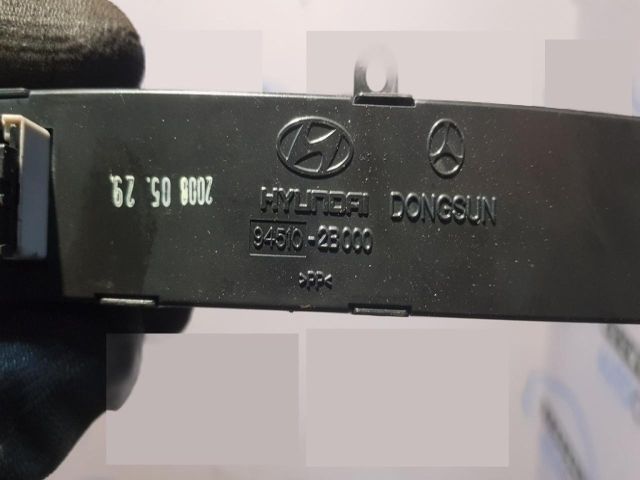 2008 05. 29.
HYUNDAI DONGSUN
94510-2B000
>PP<